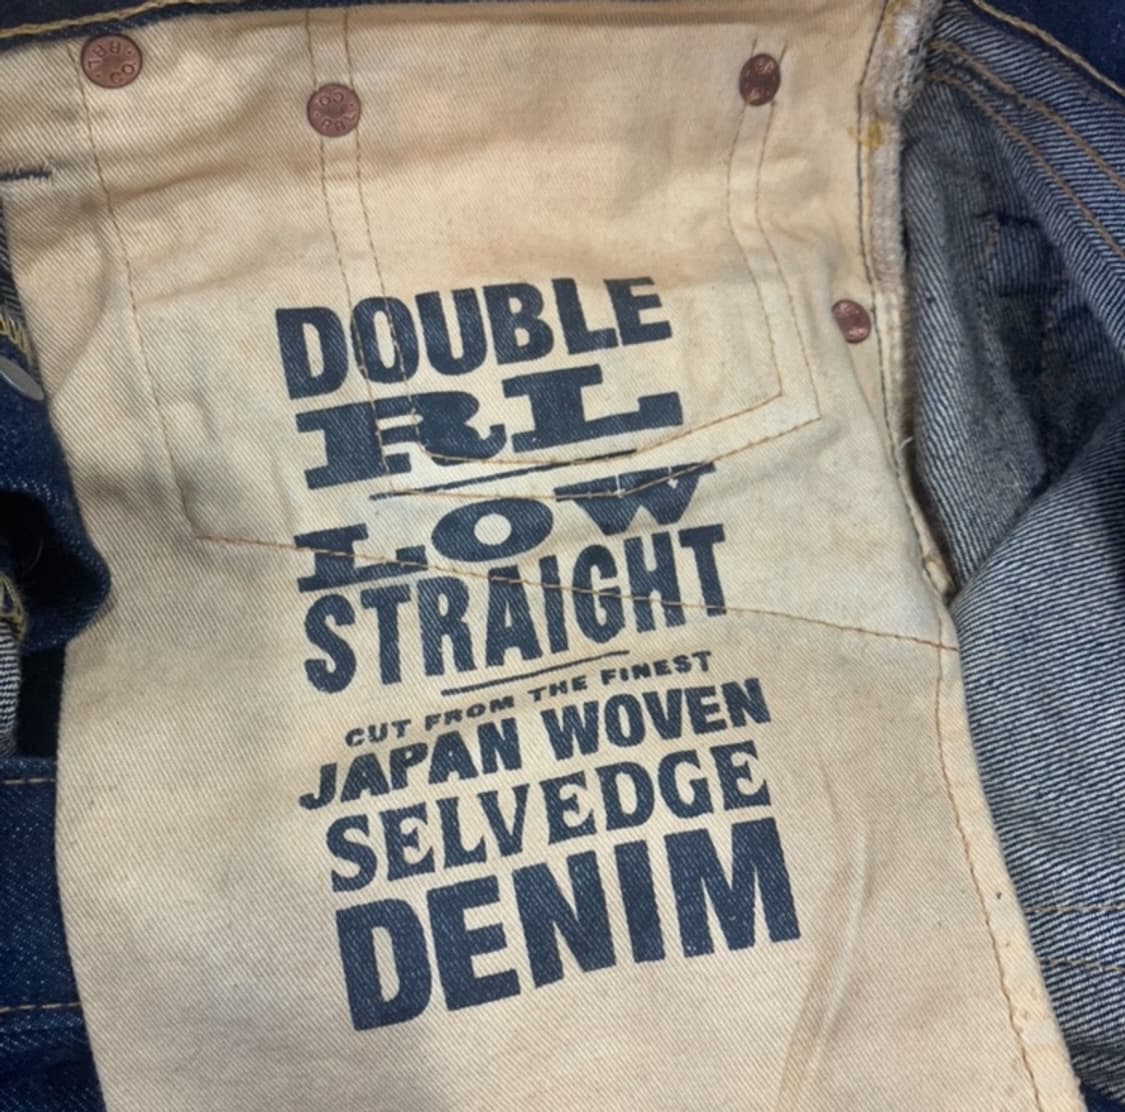 DOUBLE
RL
LOW
STRAIGHT
CUT FROM THE FINEST
JAPAN WOVEN
SELVEDGE
DENIM